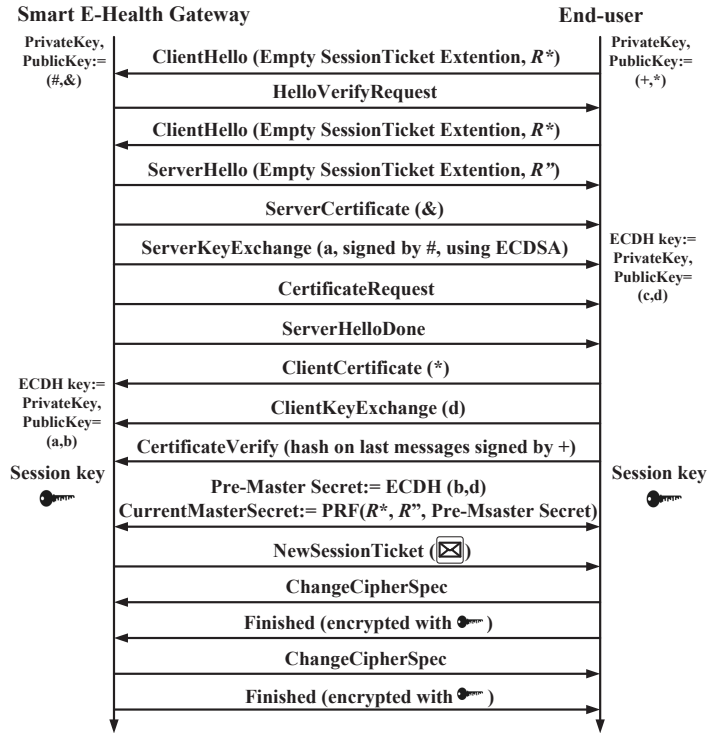 Smart E-Health Gateway
End-user
PrivateKey,
PublicKey:=
(#,&)
PrivateKey,
PublicKey:=
(+,*)
ClientHello (Empty SessionTicket Extention, R*)
HelloVerifyRequest
ClientHello (Empty SessionTicket Extention, R*)
ServerHello (Empty SessionTicket Extention, R”)
ServerCertificate (&)
ServerKeyExchange (a, signed by #, using ECDSA)
ECDH key:=
PrivateKey,
PublicKey=
(c,d)
CertificateRequest
ServerHelloDone
ClientCertificate (*)
ECDH key:=
PrivateKey,
PublicKey=
(a,b)
ClientKeyExchange (d)
CertificateVerify (hash on last messages signed by +)
Session key
Session key
Pre-Master Secret:= ECDH (b,d)
CurrentMasterSecret:= PRF(R*, R”, Pre-Msaster Secret)
NewSessionTicket ( )
ChangeCipherSpec
Finished (encrypted with )
ChangeCipherSpec
Finished (encrypted with )